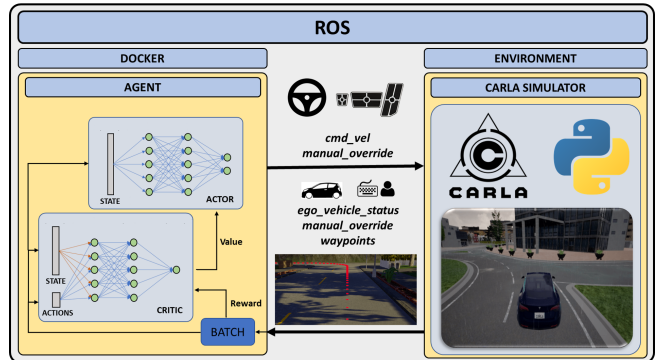 ROS
DOCKER
ENVIRONMENT
AGENT
CARLA SIMULATOR
STATE
ACTOR
cmd_vel
manual_override
CARLA
ego_vehicle_status
manual_override
waypoints
Value
STATE
ACTIONS
CRITIC
Reward
BATCH